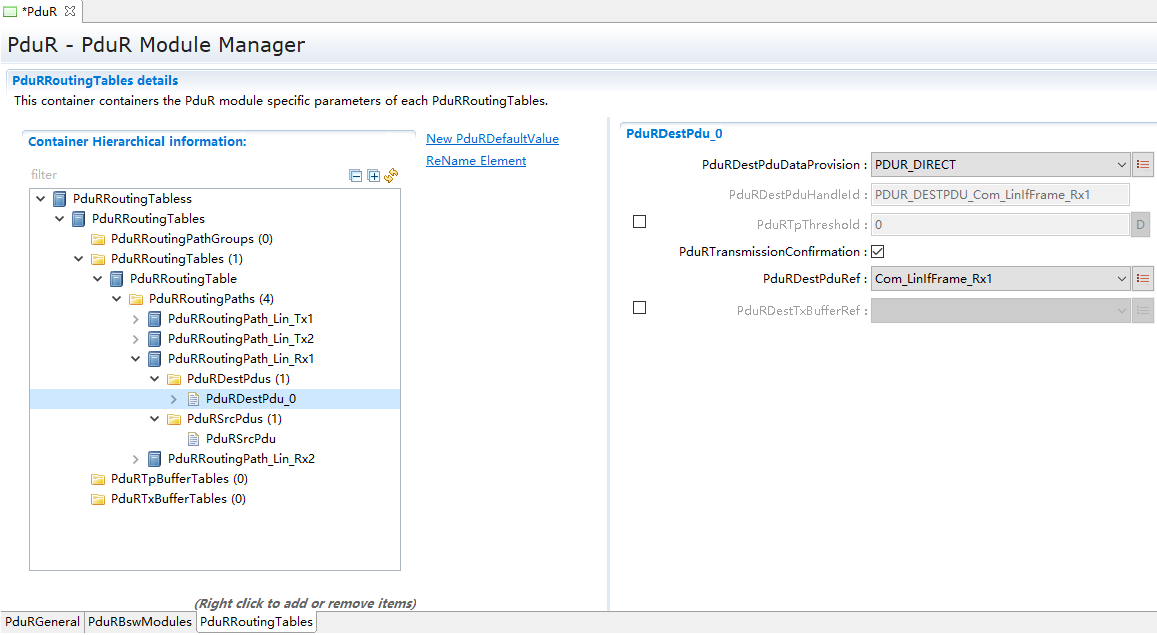 *PduR
PduR - PduR Module Manager
PduRRoutingTables details
This container containers the PduR module specific parameters of each PduRRoutingTables.
Container Hierarchical information:
filter
PduRRoutingTabless
PduRRoutingTables
PduRRoutingPathGroups (0)
PduRRoutingTables (1)
PduRRoutingTable
PduRRoutingPaths (4)
PduRRoutingPath_Lin_Tx1
PduRRoutingPath_Lin_Tx2
PduRRoutingPath_Lin_Rx1
PduRDestPdus (1)
PduRDestPdu_0
PduRSrcPdus (1)
PduRSrcPdu
PduRRoutingPath_Lin_Rx2
PduRTpBufferTables (0)
PduRTxBufferTables (0)
(Right click to add or remove items)
New PduRDefaultValue
ReName Element
PduRDestPdu_0
PduRDestPduDataProvision : PDUR_DIRECT
PduRDestPduHandleId : PDUR_DESTPDU_Com_LinIfFrame_Rx1
PduRTpThreshold : 0 D
PduRTransmissionConfirmation :
PduRDestPduRef : Com_LinIfFrame_Rx1
PduRDestTxBufferRef :
PduRGeneral PduRBswModules PduRRoutingTables